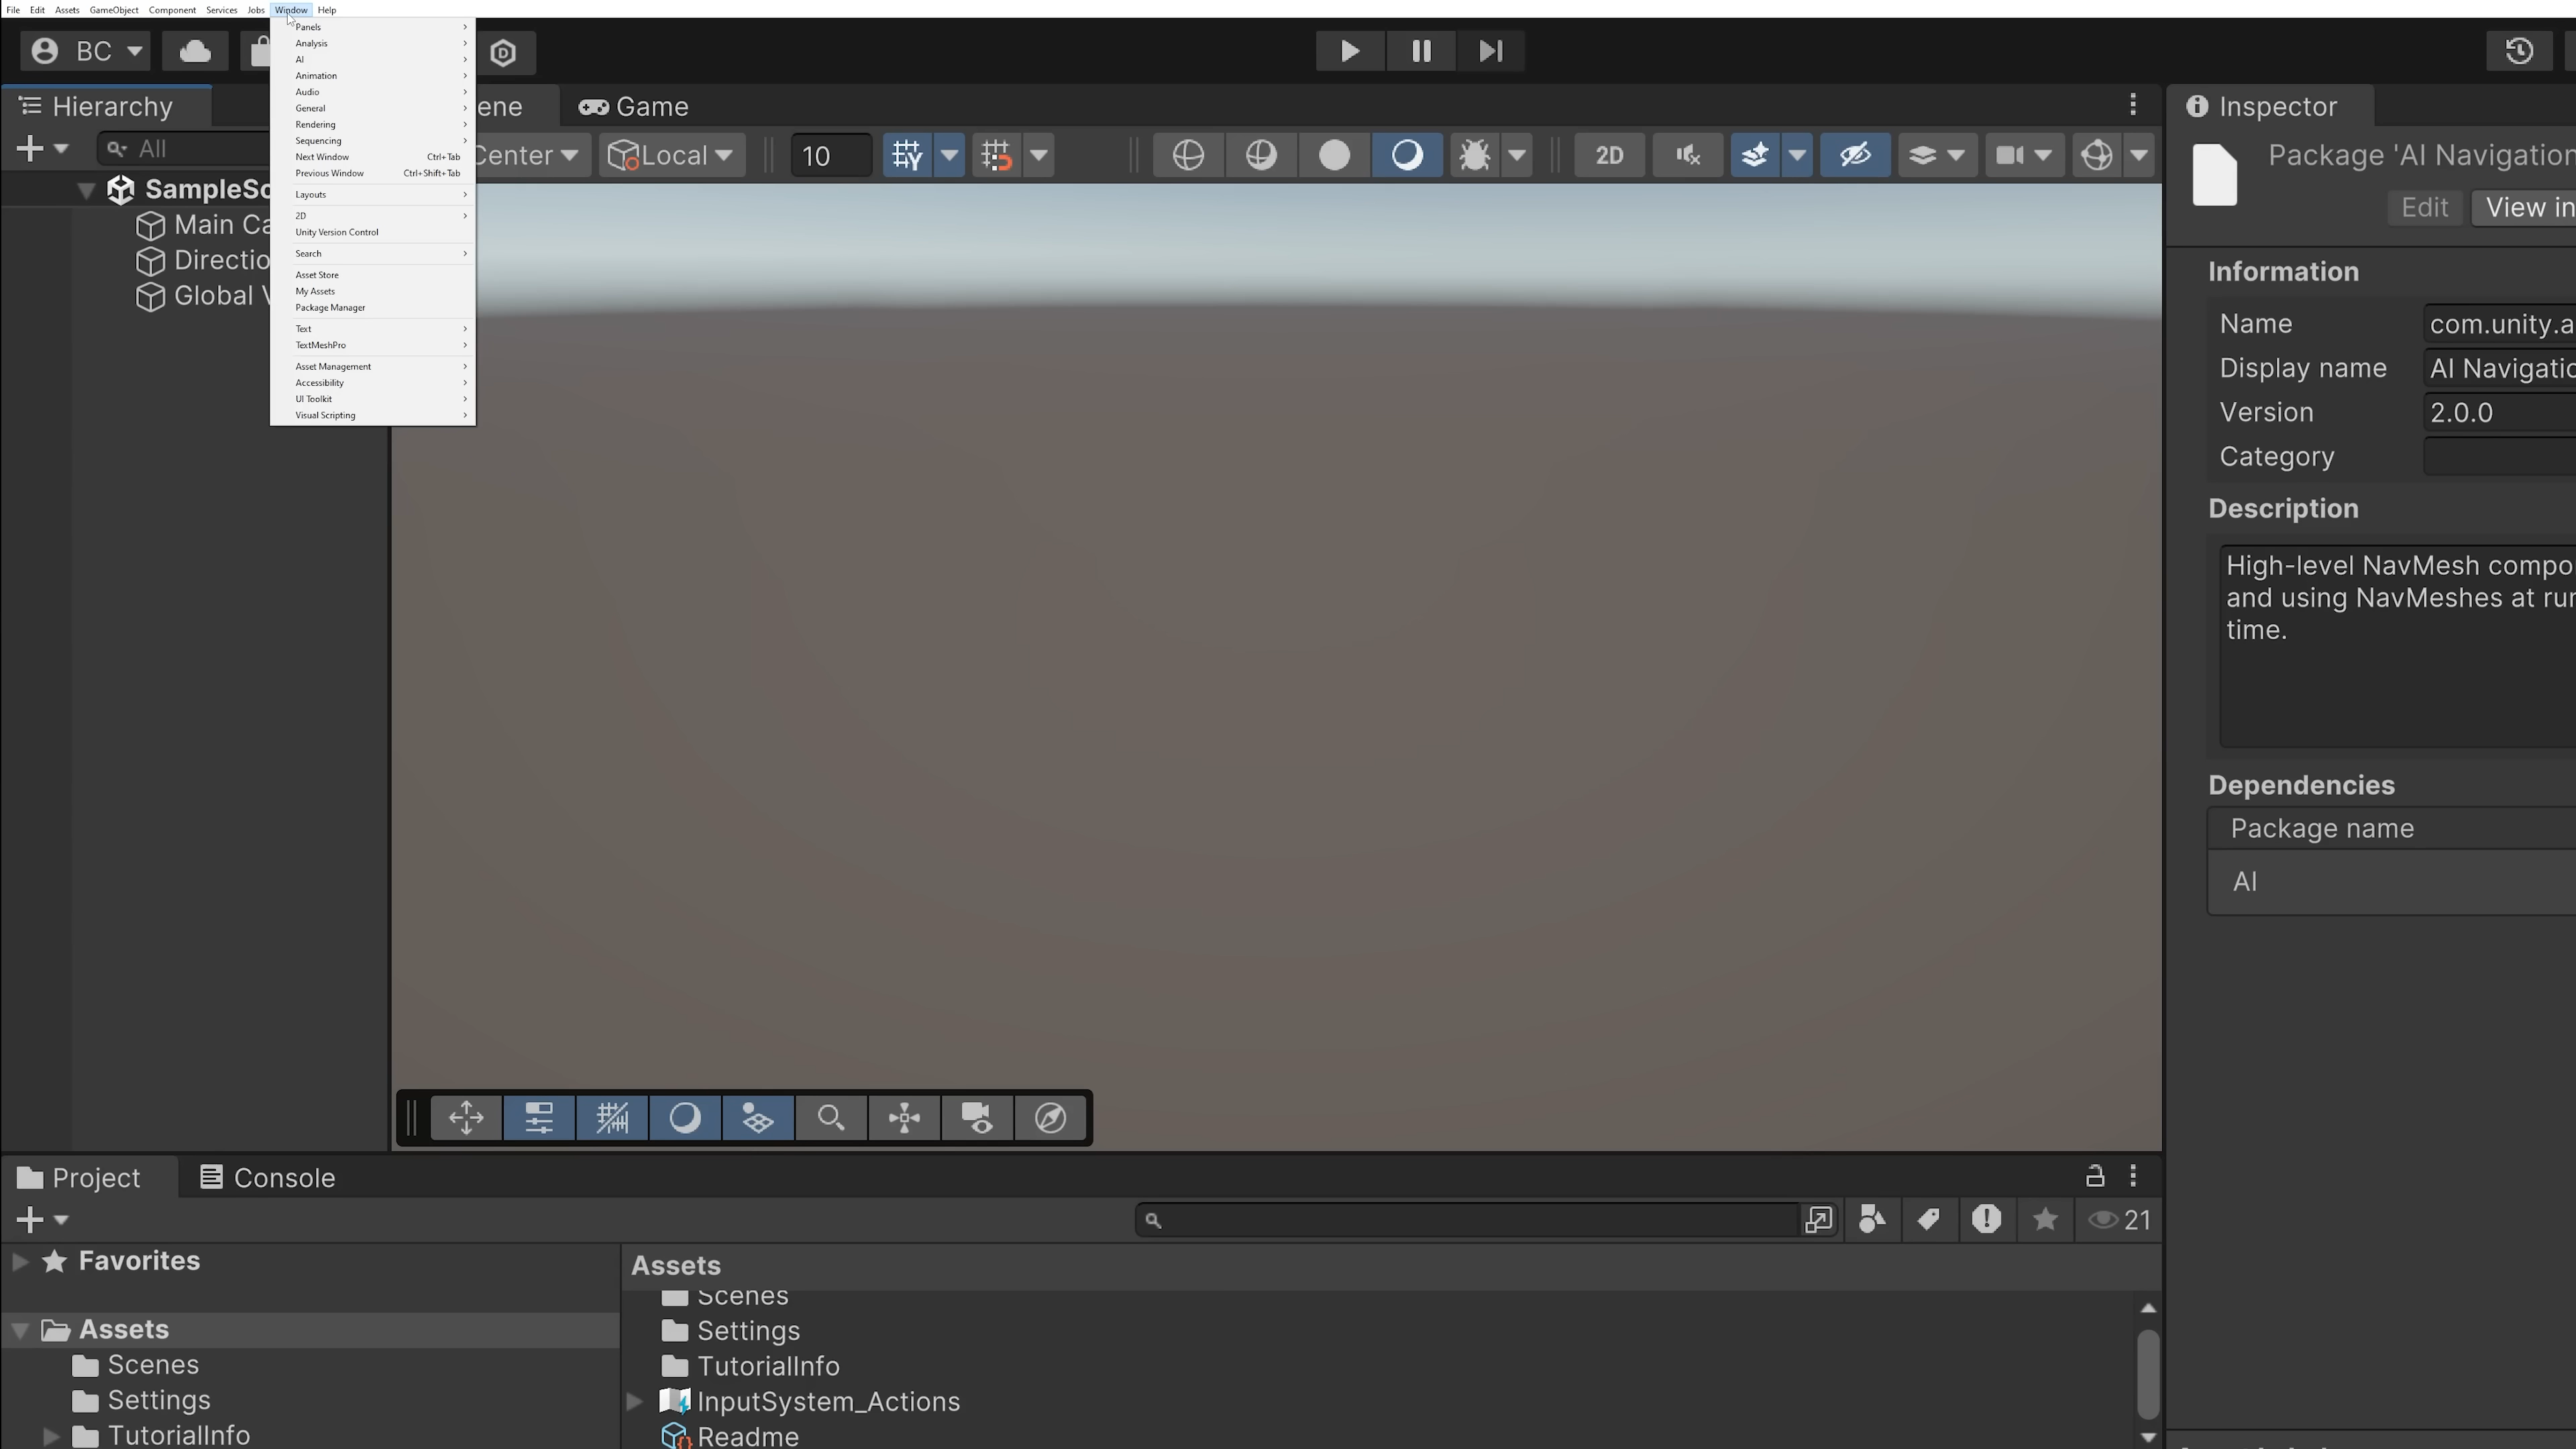 File Edit Assets GameObject Component Services Jobs Window Help
BC
Panels
Analysis
AI
Animation
Audio
General
Rendering
Sequencing
Next Window Ctrl+Tab
Previous Window Ctrl+Shift+Tab
Layouts
2D
Unity Version Control
Search
Asset Store
My Assets
Package Manager
Text
TextMeshPro
Asset Management
Accessibility
UI Toolkit
Visual Scripting
Hierarchy
All
SampleSc
Main Ca
Directio
Global V
ene
Game
Center
Local
10
2D
Inspector
Package 'AI Navigation
Edit
View in
Information
Name com.unity.a
Display name AI Navigatio
Version 2.0.0
Category
Description
High-level NavMesh compo
and using NavMeshes at run
time.
Dependencies
Package name
AI
Project
Console
21
Favorites
Assets
Scenes
Settings
TutorialInfo
Assets
Scenes
Settings
TutorialInfo
InputSystem_Actions
Readme